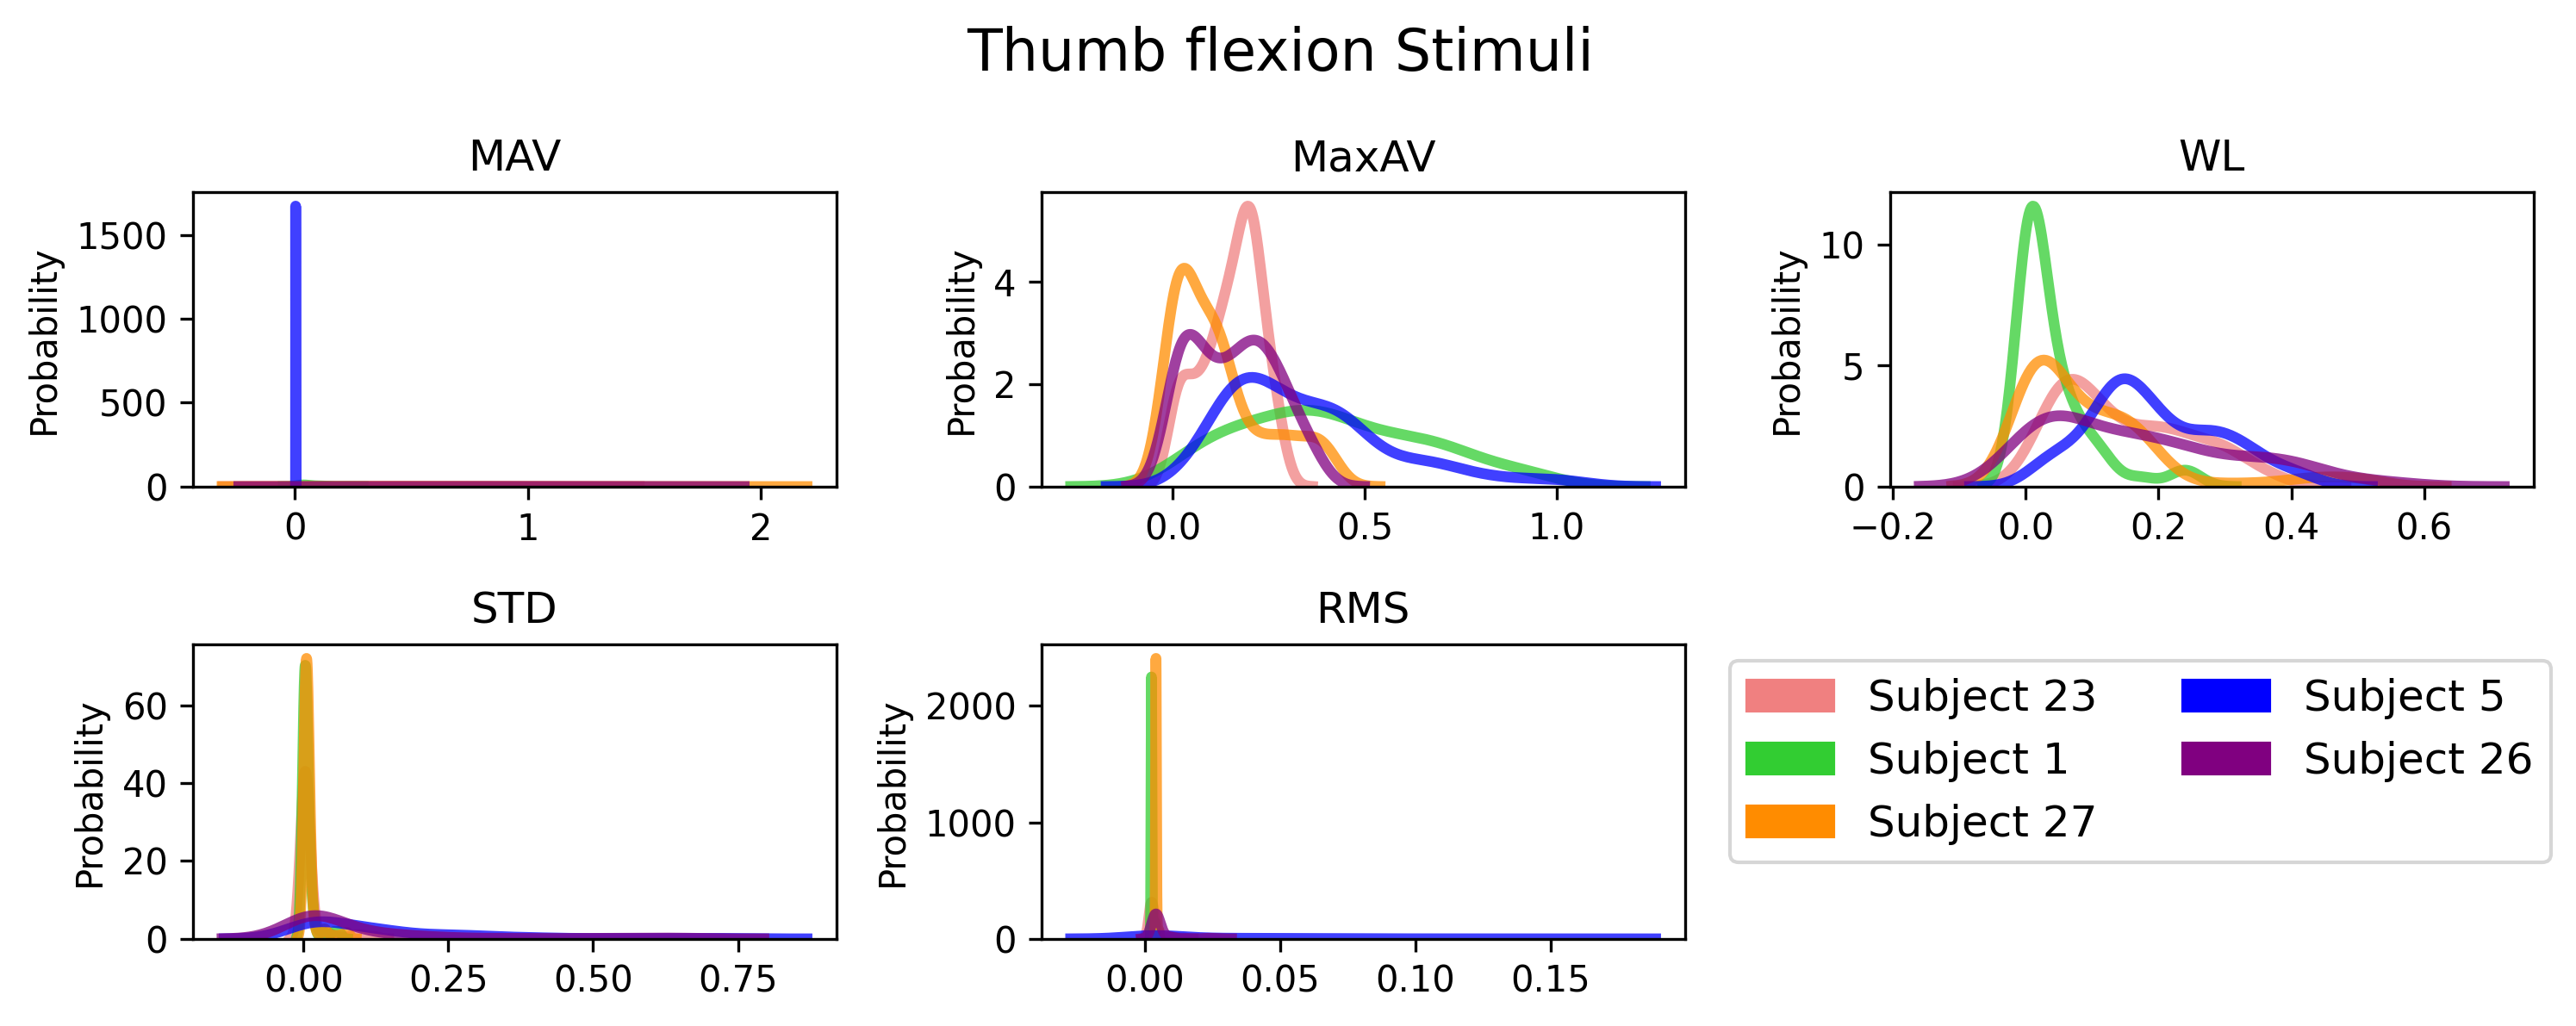 Thumb flexion Stimuli
MAV
Probability
1500
1000
500
0
0 1 2
MaxAV
Probability
4
2
0
0.0 0.5 1.0
WL
Probability
10
5
0
−0.2 0.0 0.2 0.4 0.6
STD
Probability
60
40
20
0
0.00 0.25 0.50 0.75
RMS
Probability
2000
1000
0
0.00 0.05 0.10 0.15
Subject 23
Subject 1
Subject 27
Subject 5
Subject 26